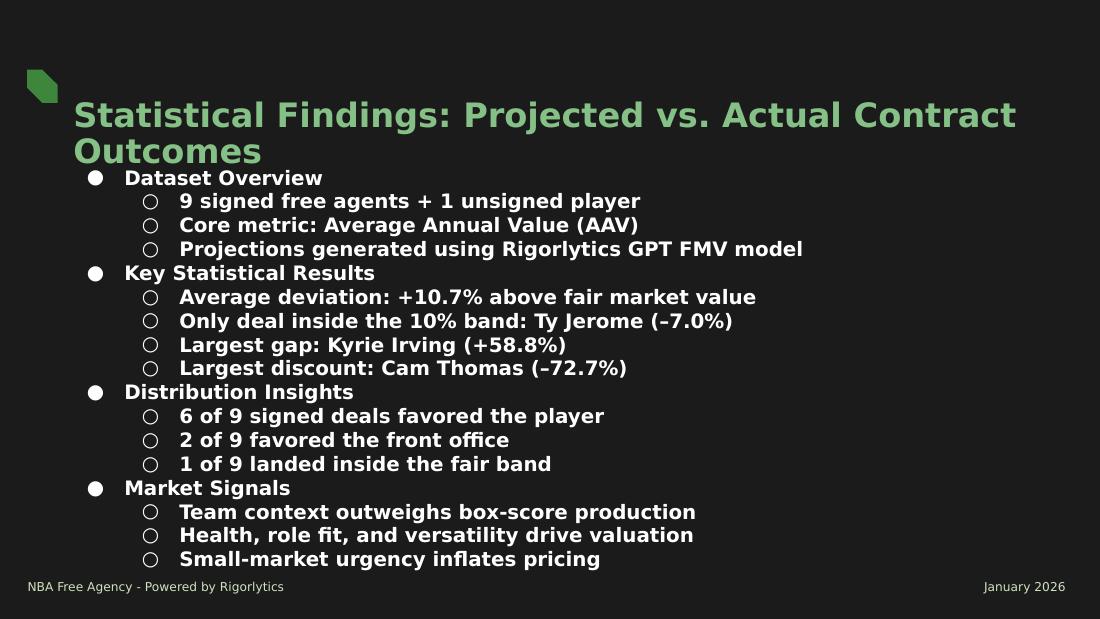 Statistical Findings: Projected vs. Actual Contract
Outcomes
● Dataset Overview
○ 9 signed free agents + 1 unsigned player
○ Core metric: Average Annual Value (AAV)
○ Projections generated using Rigorlytics GPT FMV model
● Key Statistical Results
○ Average deviation: +10.7% above fair market value
○ Only deal inside the 10% band: Ty Jerome (–7.0%)
○ Largest gap: Kyrie Irving (+58.8%)
○ Largest discount: Cam Thomas (–72.7%)
● Distribution Insights
○ 6 of 9 signed deals favored the player
○ 2 of 9 favored the front office
○ 1 of 9 landed inside the fair band
● Market Signals
○ Team context outweighs box-score production
○ Health, role fit, and versatility drive valuation
○ Small-market urgency inflates pricing
NBA Free Agency - Powered by Rigorlytics
January 2026